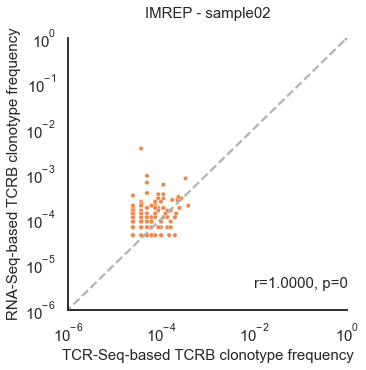 IMREP - sample02
RNA-Seq-based TCRB clonotype frequency
10^0
10^−1
10^−2
10^−3
10^−4
10^−5
10^−6
r=1.0000, p=0
10^−6
10^−4
10^−2
10^0
TCR-Seq-based TCRB clonotype frequency